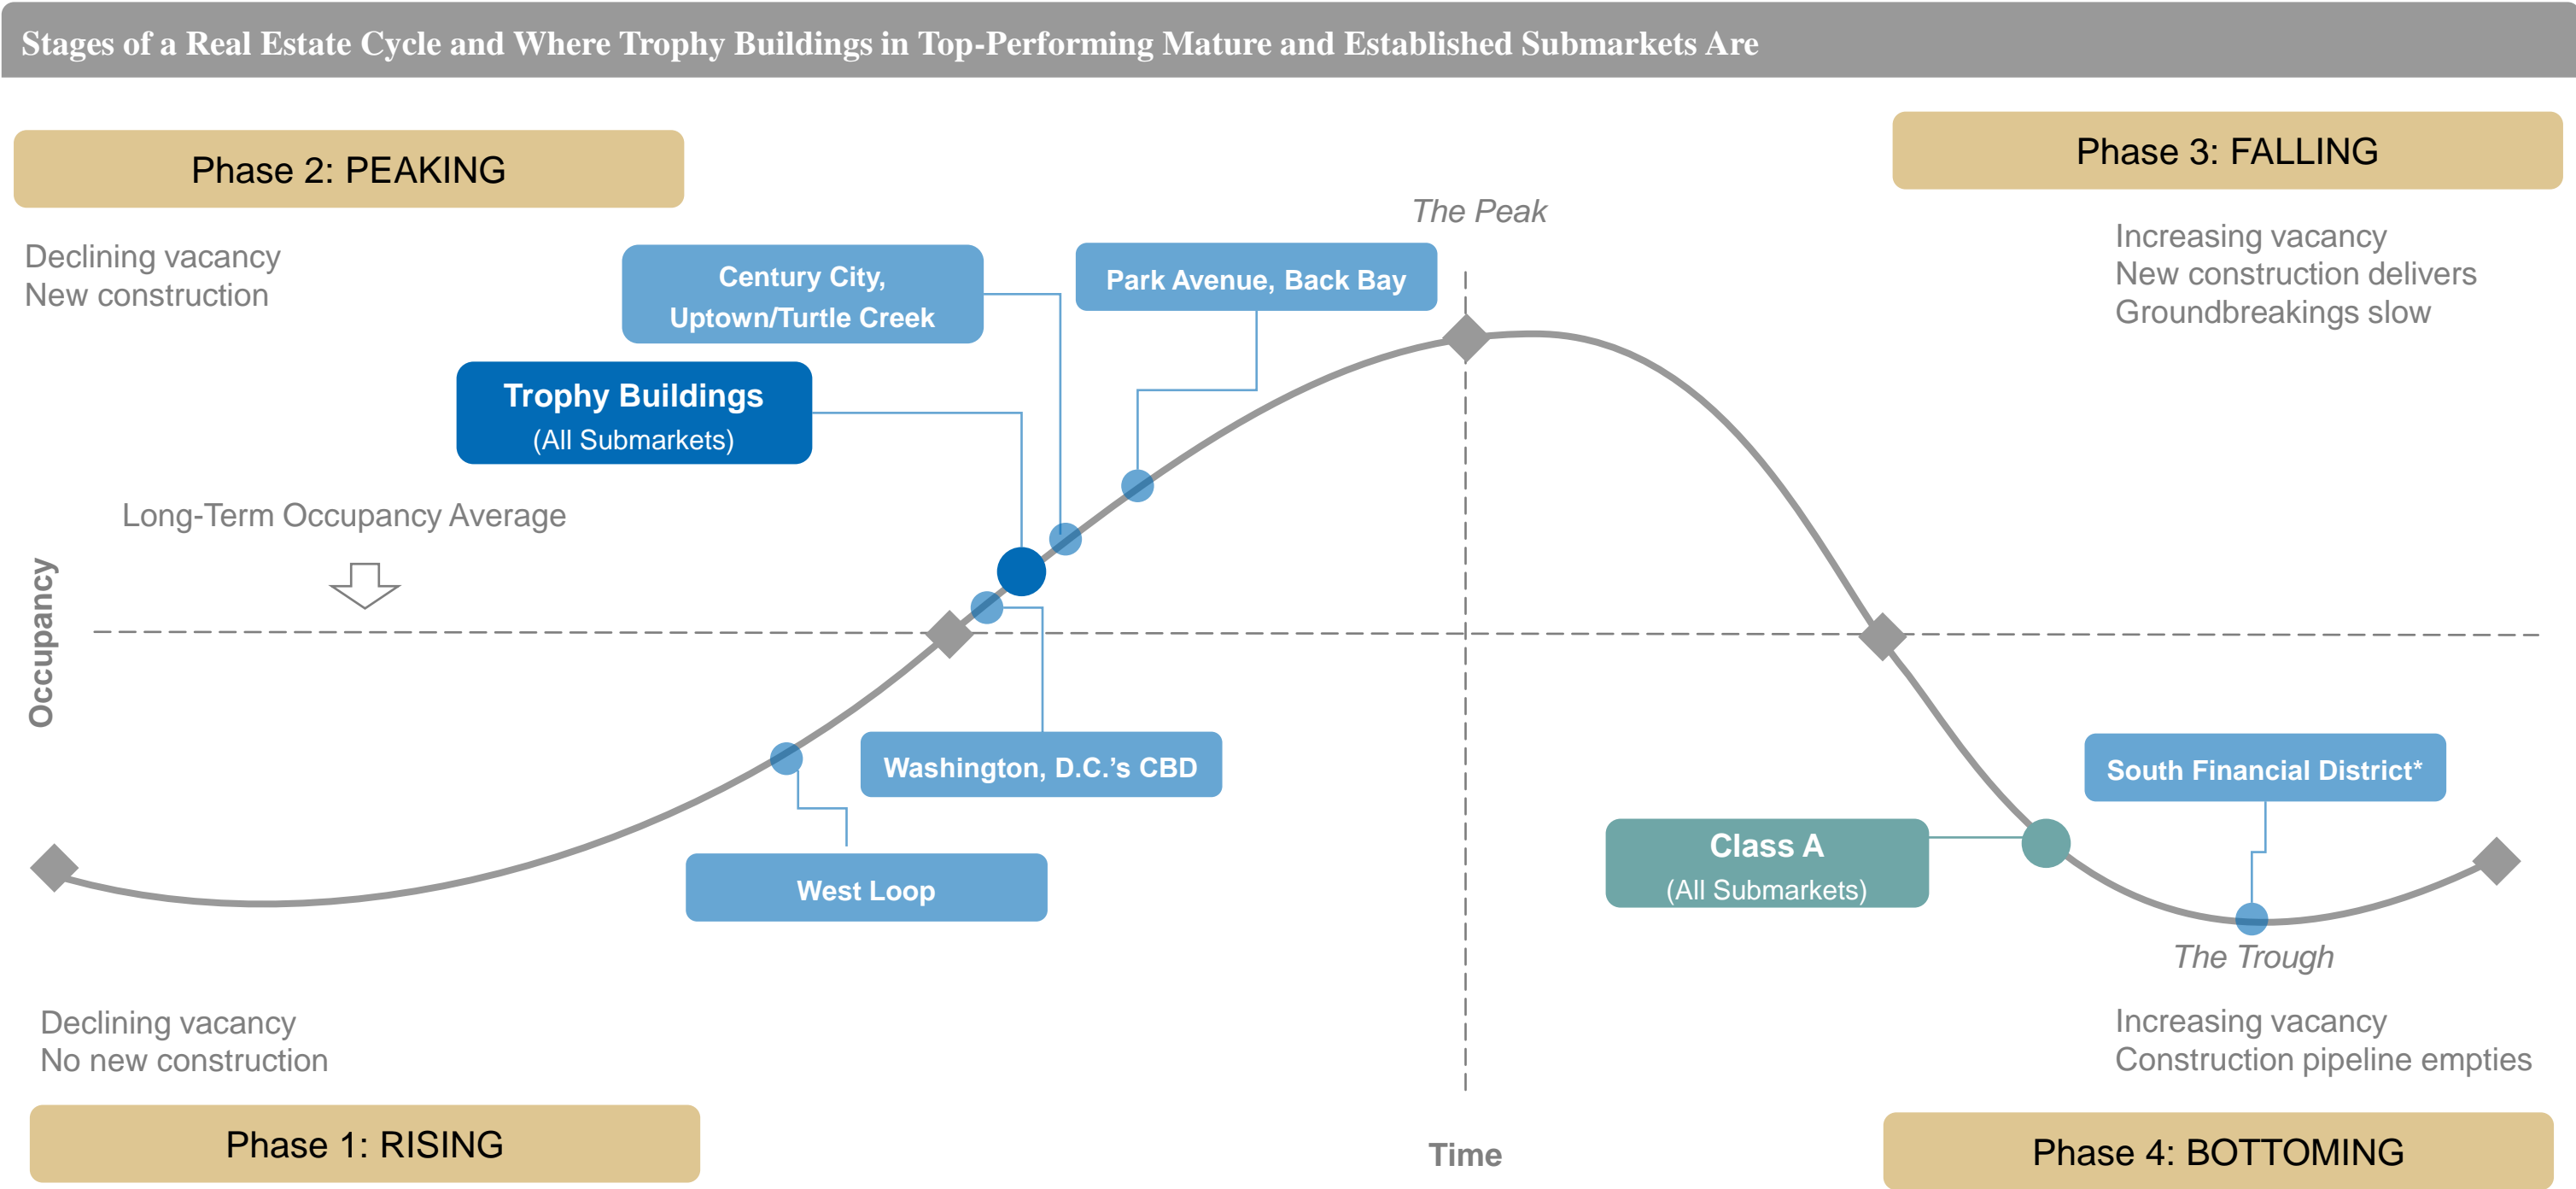 Stages of a Real Estate Cycle and Where Trophy Buildings in Top-Performing Mature and Established Submarkets Are
Phase 2: PEAKING
Declining vacancy
New construction
Phase 3: FALLING
Increasing vacancy
New construction delivers
Groundbreakings slow
The Peak
Century City,
Uptown/Turtle Creek
Park Avenue, Back Bay
Trophy Buildings
(All Submarkets)
Long-Term Occupancy Average
Occupancy
Washington, D.C.’s CBD
West Loop
South Financial District*
Class A
(All Submarkets)
The Trough
Declining vacancy
No new construction
Phase 1: RISING
Time
Increasing vacancy
Construction pipeline empties
Phase 4: BOTTOMING